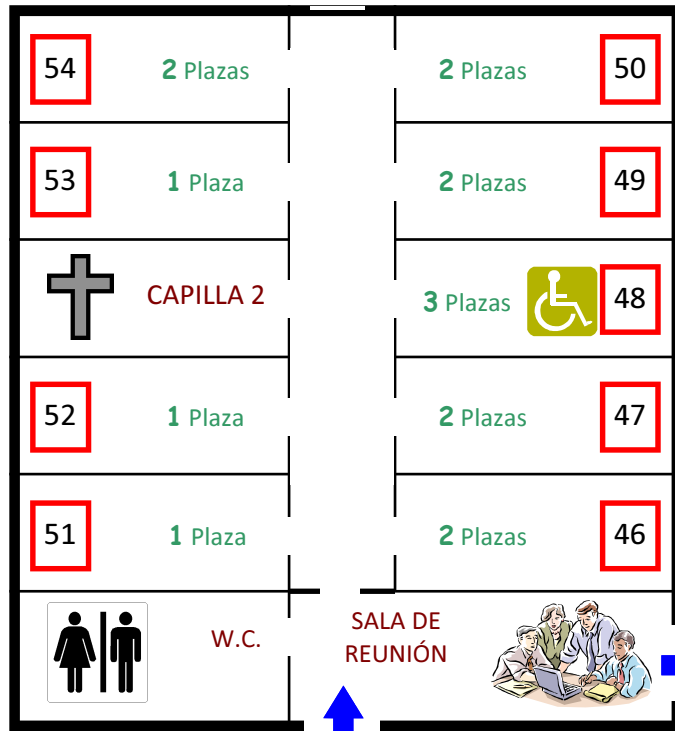 54 2 Plazas 2 Plazas 50
53 1 Plaza 2 Plazas 49
CAPILLA 2 3 Plazas 48
52 1 Plaza 2 Plazas 47
51 1 Plaza 2 Plazas 46
W.C. SALA DE
REUNIÓN